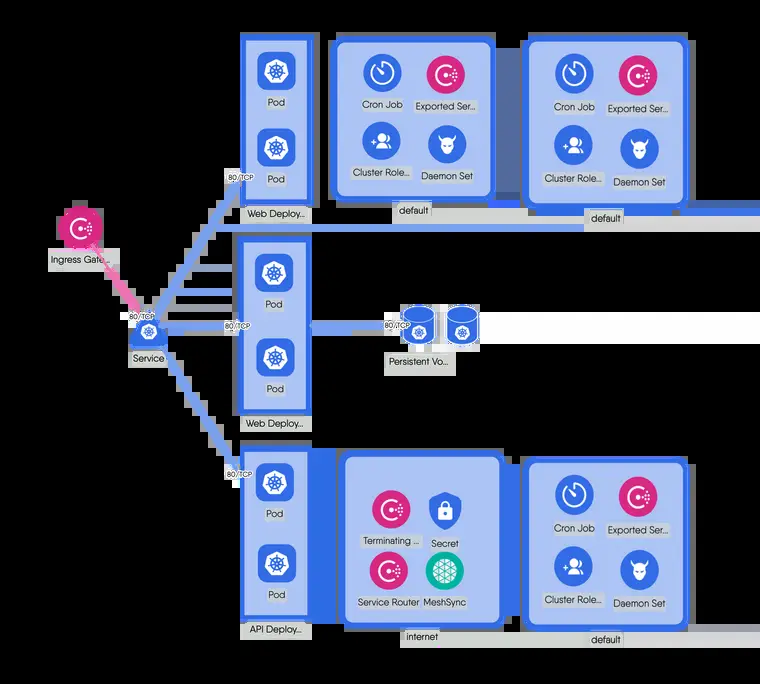 Pod
Pod
80/TCP
Web Deploy...
Cron Job
Exported Ser...
Cluster Role...
Daemon Set
default
Cron Job
Exported Ser...
Cluster Role...
Daemon Set
default
Ingress Gate...
80/TCP
Service
Pod
80/TCP
Pod
Web Deploy...
80/TCP
Persistent Vo...
80/TCP
Pod
Pod
API Deploy...
Terminating ...
Secret
Service Router
MeshSync
internet
Cron Job
Exported Ser...
Cluster Role...
Daemon Set
default